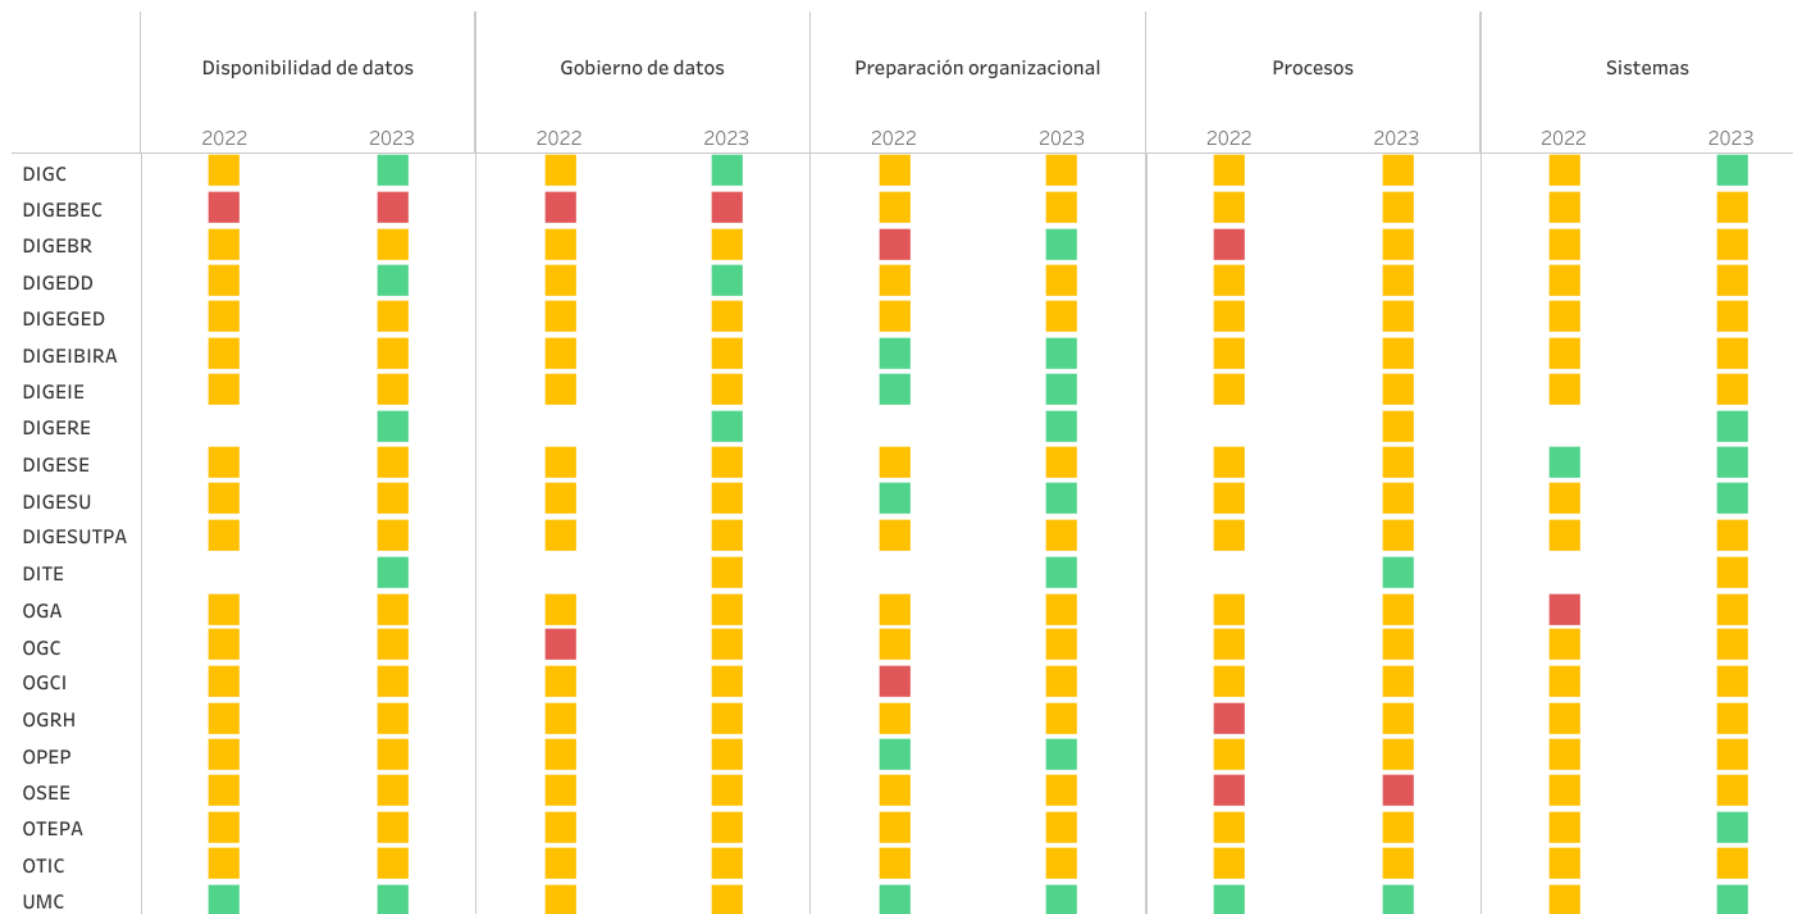 Disponibilidad de datos Gobierno de datos Preparación organizacional Procesos Sistemas
2022 2023 2022 2023 2022 2023 2022 2023 2022 2023
DIGC
DIGEBEC
DIGEBR
DIGEDD
DIGEGED
DIGEIBIRA
DIGEIE
DIGERE
DIGESE
DIGESU
DIGESUTPA
DITE
OGA
OGC
OGCI
OGRH
OPEP
OSEE
OTEPA
OTIC
UMC